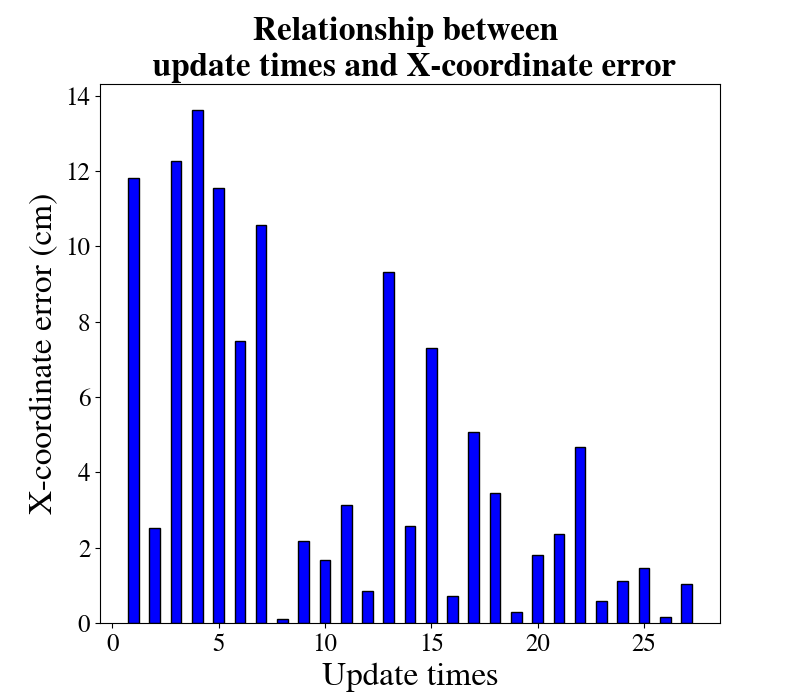 Relationship between
update times and X-coordinate error
X-coordinate error (cm)
14
12
10
8
6
4
2
0
0 5 10 15 20 25
Update times